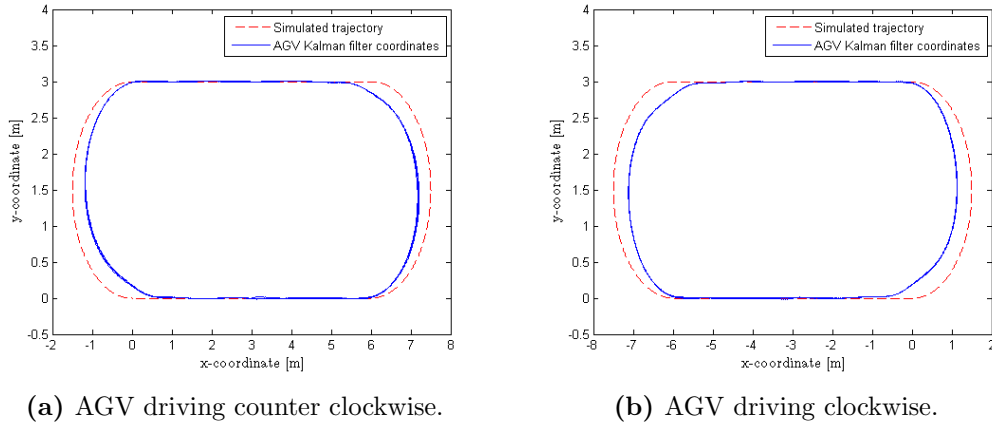 4
3.5
3
2.5
2
1.5
1
0.5
0
-0.5
y-coordinate [m]
Simulated trajectory
AGV Kalman filter coordinates
-2 -1 0 1 2 3 4 5 6 7 8
x-coordinate [m]
(a) AGV driving counter clockwise.
4
3.5
3
2.5
2
1.5
1
0.5
0
-0.5
y-coordinate [m]
Simulated trajectory
AGV Kalman filter coordinates
-8 -7 -6 -5 -4 -3 -2 -1 0 1 2
x-coordinate [m]
(b) AGV driving clockwise.